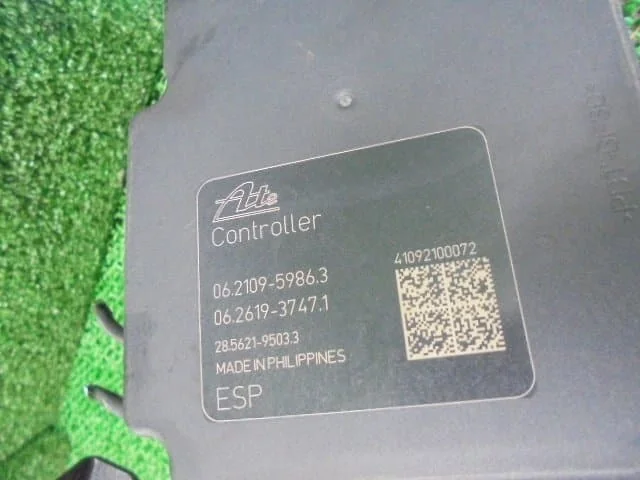 Ate
Controller
41092100072
06.2109-5986.3
06.2619-3747.1
28.5621-9503.3
MADE IN PHILIPPINES
ESP